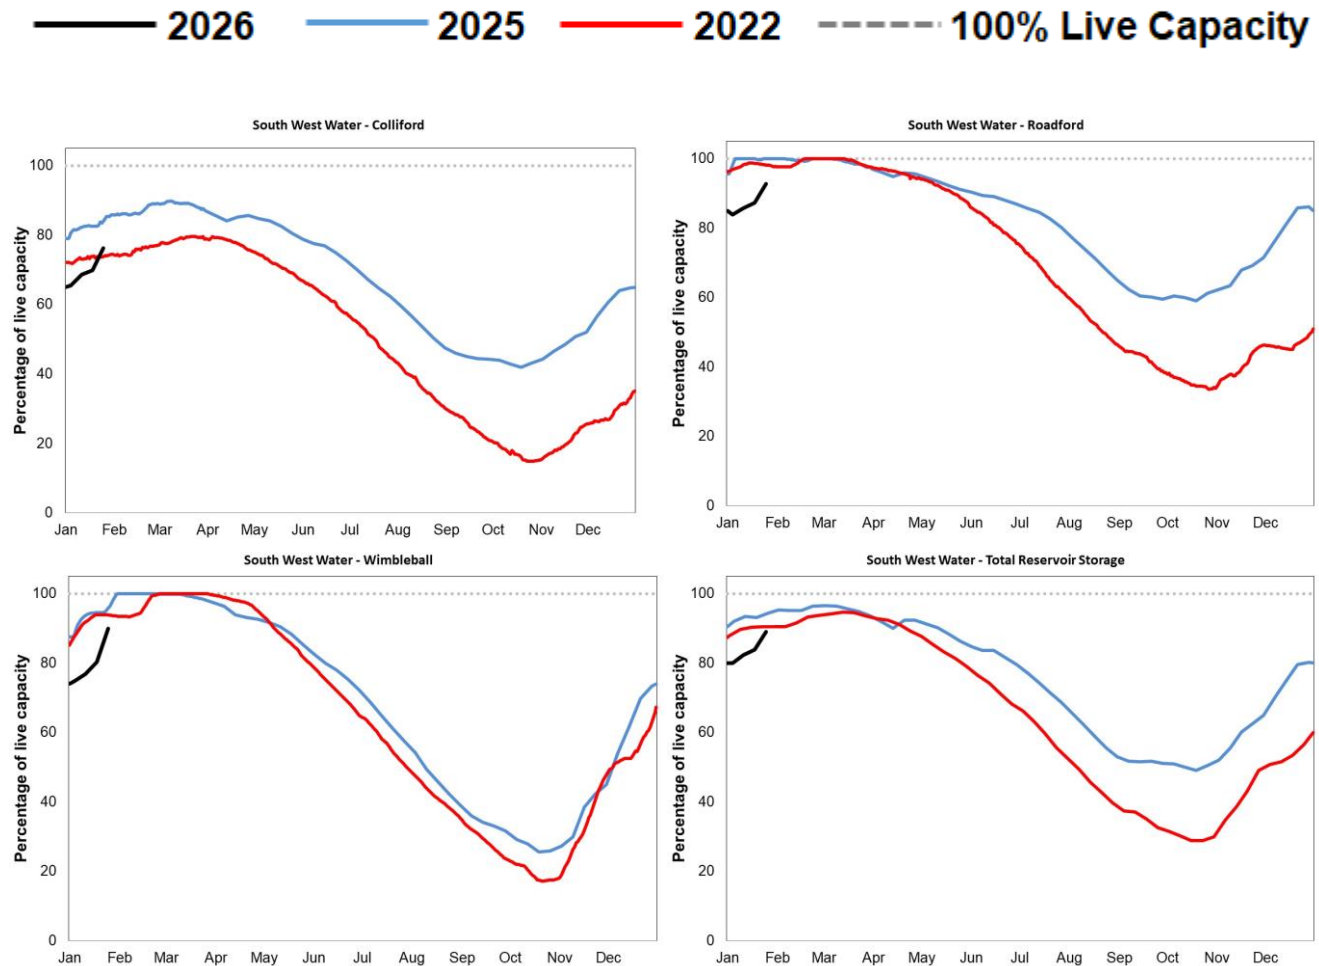 2026 2025 2022 100% Live Capacity
South West Water - Colliford
Percentage of live capacity
100
80
60
40
20
0
Jan Feb Mar Apr May Jun Jul Aug Sep Oct Nov Dec
South West Water - Roadford
Percentage of live capacity
100
80
60
40
20
0
Jan Feb Mar Apr May Jun Jul Aug Sep Oct Nov Dec
South West Water - Wimbleball
Percentage of live capacity
100
80
60
40
20
0
Jan Feb Mar Apr May Jun Jul Aug Sep Oct Nov Dec
South West Water - Total Reservoir Storage
Percentage of live capacity
100
80
60
40
20
0
Jan Feb Mar Apr May Jun Jul Aug Sep Oct Nov Dec